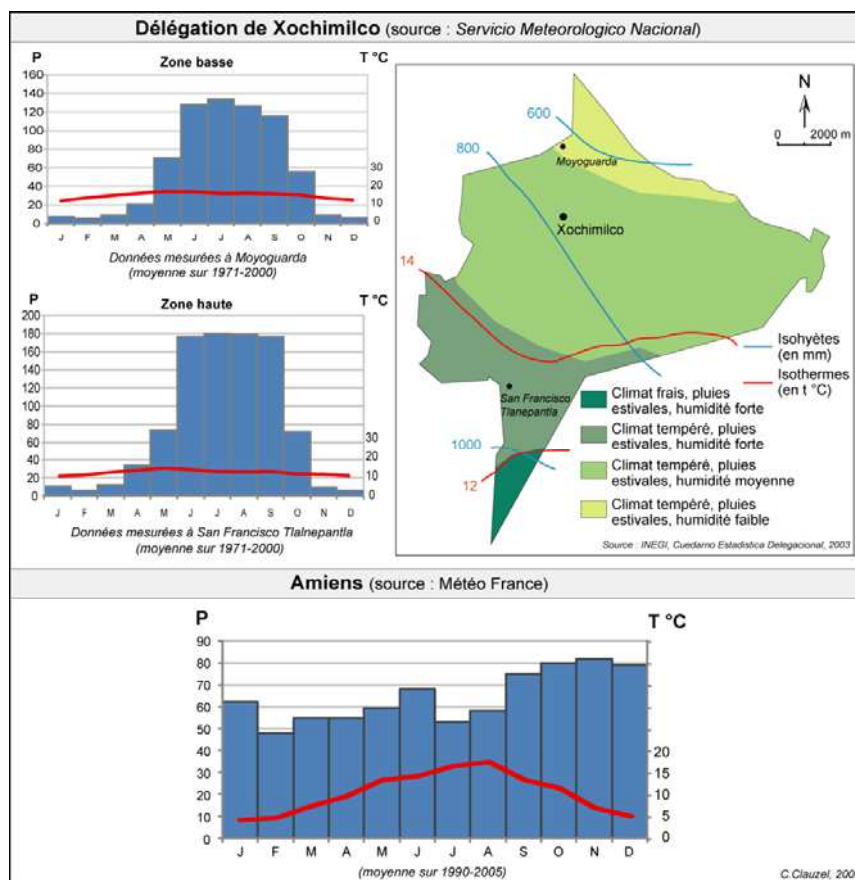 Délégation de Xochimilco (source : Servicio Meteorologico Nacional)
P Zone basse T °C
160
140
120
100
80
60
40
20
0
30
20
10
0
J F M A M J J A S O N D
Données mesurées à Moyoguarda
(moyenne sur 1971-2000)
P Zone haute T °C
200
180
160
140
120
100
80
60
40
20
0
30
20
10
0
J F M A M J J A S O N D
Données mesurées à San Francisco Tlalnepantla
(moyenne sur 1971-2000)
N
0 2000 m
600
800
Moyoguarda
Xochimilco
14
San Francisco
Tlanepantla
1000
12
Isohyètes
(en mm)
Isothermes
(en t °C)
Climat frais, pluies
estivales, humidité forte
Climat tempéré, pluies
estivales, humidité forte
Climat tempéré, pluies
estivales, humidité moyenne
Climat tempéré, pluies
estivales, humidité faible
Source : INEGI, Cuedarno Estadistica Delegacional, 2003
Amiens (source : Météo France)
P T °C
90
80
70
60
50
40
30
20
10
0
20
15
10
5
0
J F M A M J J A S O N D
(moyenne sur 1990-2005)
C.Clauzel, 200